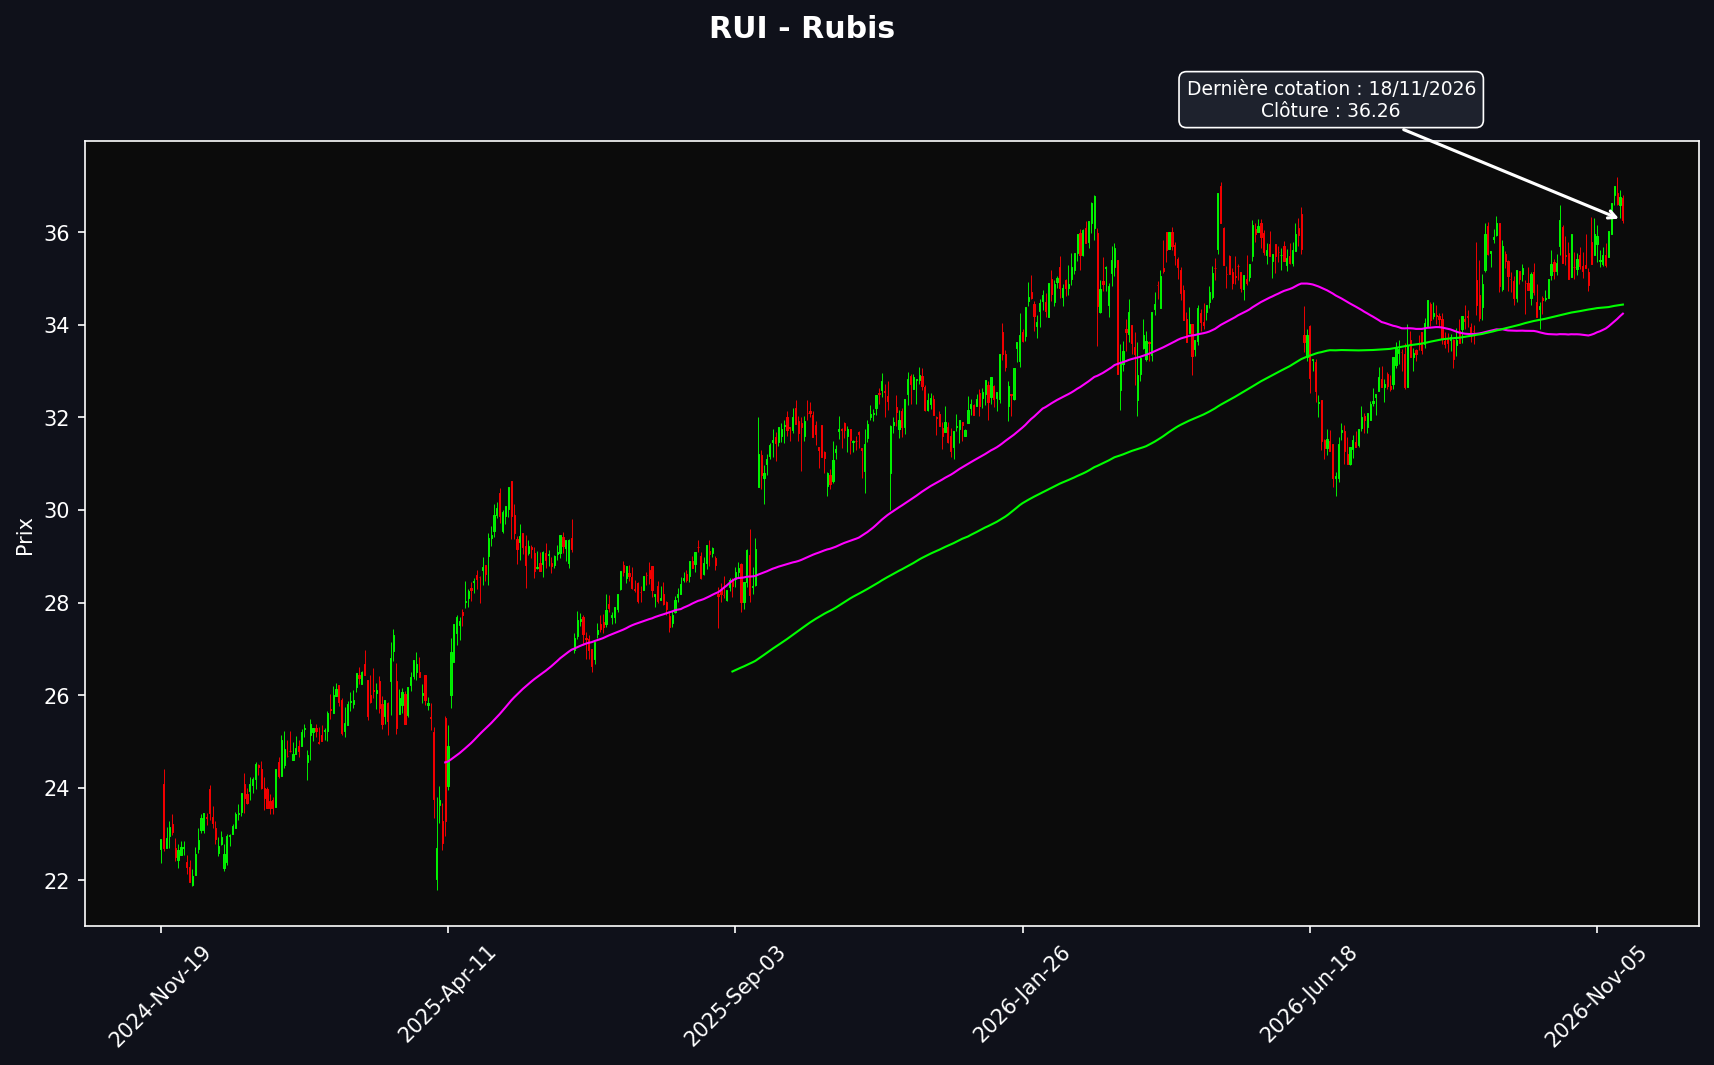 RUI - Rubis
Dernière cotation : 18/11/2026
Clôture : 36.26
Prix
36
34
32
30
28
26
24
22
2024-Nov-19
2025-Apr-11
2025-Sep-03
2026-Jan-26
2026-Jun-18
2026-Nov-05